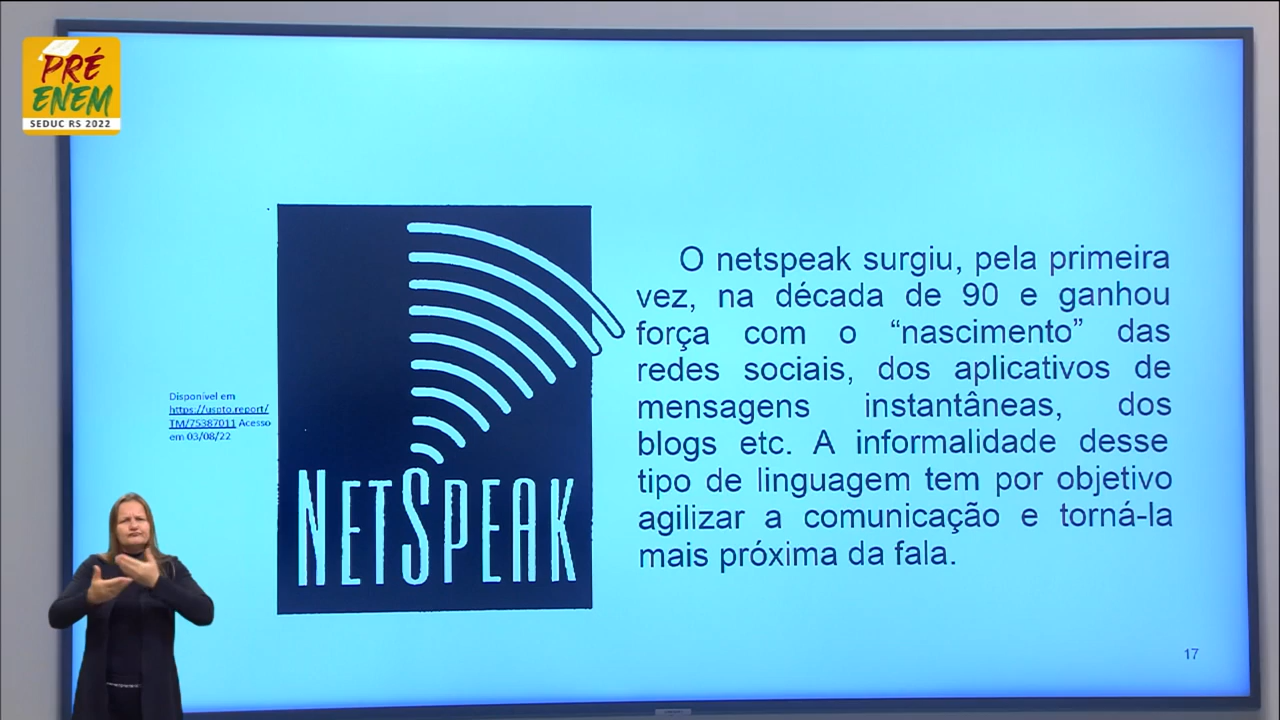 PRÉ
ENEM
SEDUC RS 2022
O netspeak surgiu, pela primeira
vez, na década de 90 e ganhou
força com o “nascimento” das
redes sociais, dos aplicativos de
mensagens instantâneas, dos
blogs etc. A informalidade desse
tipo de linguagem tem por objetivo
agilizar a comunicação e torná-la
mais próxima da fala.
Disponível em
https://uspto.report/
TM/75387011 Acesso
em 03/08/22
NETSPEAK
17